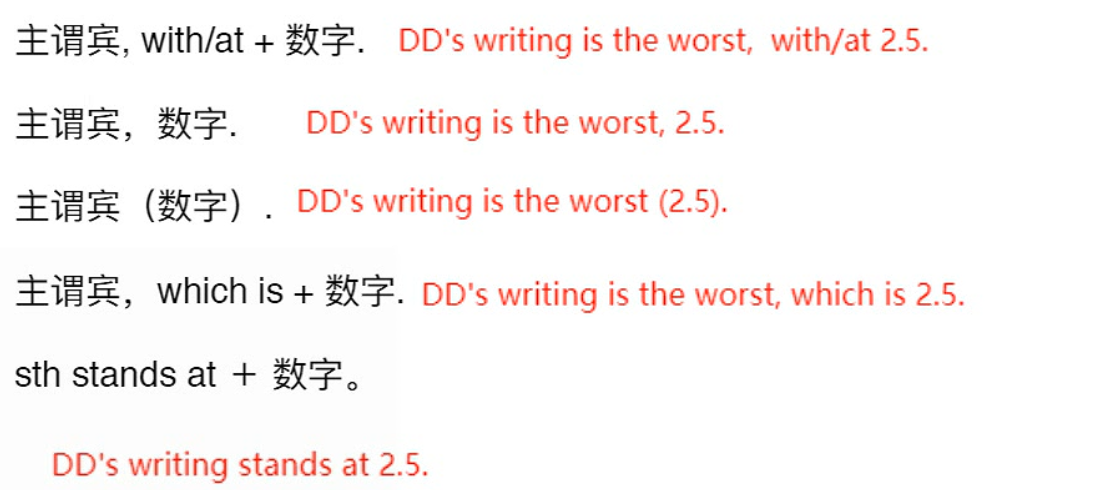 主谓宾, with/at + 数字. DD's writing is the worst, with/at 2.5.
主谓宾，数字. DD's writing is the worst, 2.5.
主谓宾（数字）. DD's writing is the worst (2.5).
主谓宾，which is + 数字. DD's writing is the worst, which is 2.5.
sth stands at ＋ 数字。
DD's writing stands at 2.5.